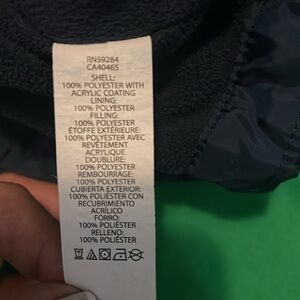 RN59284
CA40465
SHELL:
100% POLYESTER WITH
ACRYLIC COATING
LINING:
100% POLYESTER
FILLING:
100% POLYESTER
ÉTOFFE EXTÉRIEURE:
100% POLYESTER AVEC
REVÊTEMENT
ACRYLIQUE
DOUBLURE:
100% POLYESTER
REMBOURRAGE:
100% POLYESTER
CUBIERTA EXTERIOR:
100% POLIÉSTER CON
RECUBRIMIENTO
ACRÍLICO
FORRO:
100% POLIÉSTER
RELLENO:
100% POLIÉSTER